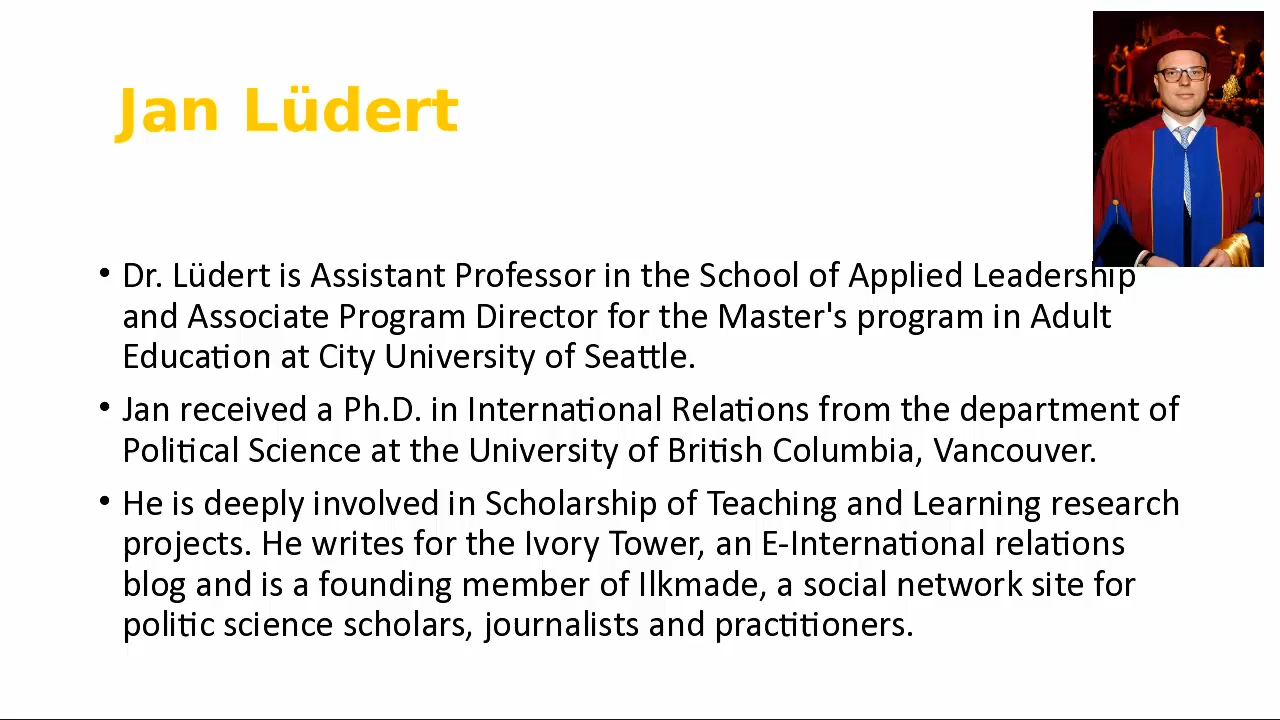 Jan Lüdert
• Dr. Lüdert is Assistant Professor in the School of Applied Leadership
and Associate Program Director for the Master's program in Adult
Education at City University of Seattle.
• Jan received a Ph.D. in International Relations from the department of
Political Science at the University of British Columbia, Vancouver.
• He is deeply involved in Scholarship of Teaching and Learning research
projects. He writes for the Ivory Tower, an E-International relations
blog and is a founding member of Ilkmade, a social network site for
politic science scholars, journalists and practitioners.